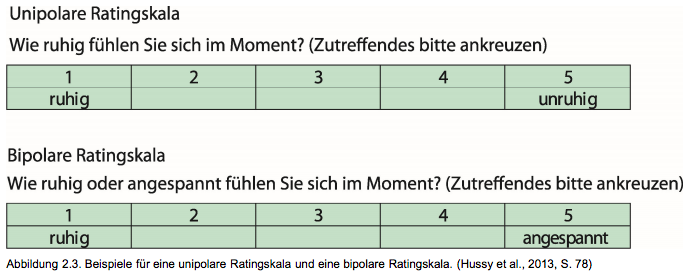 Unipolare Ratingskala
Wie ruhig fühlen Sie sich im Moment? (Zutreffendes bitte ankreuzen)
1 2 3 4 5
ruhig unruhig
Bipolare Ratingskala
Wie ruhig oder angespannt fühlen Sie sich im Moment? (Zutreffendes bitte ankreuzen)
1 2 3 4 5
ruhig angespannt
Abbildung 2.3. Beispiele für eine unipolare Ratingskala und eine bipolare Ratingskala. (Hussy et al., 2013, S. 78)